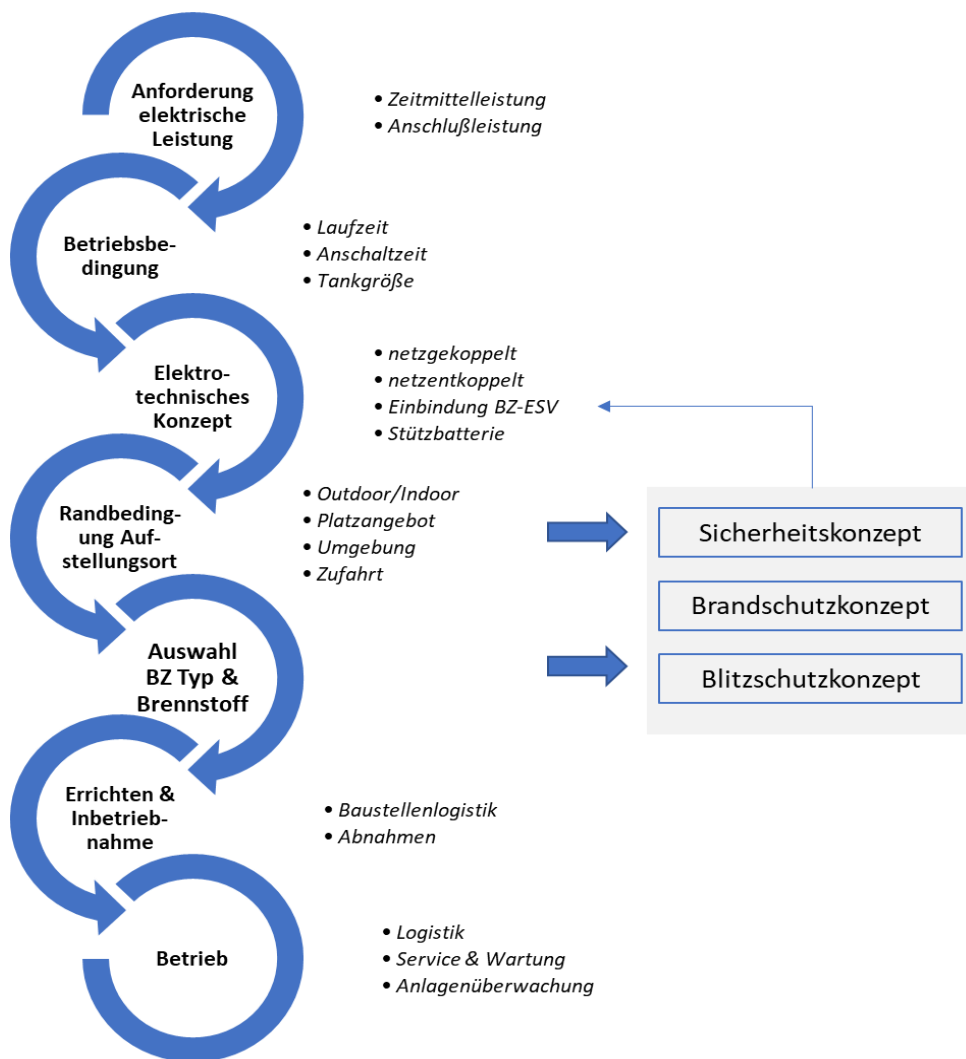 Anforderung
elektrische
Leistung
• Zeitmittelleistung
• Anschlußleistung
Betriebsbe-
dingung
• Laufzeit
• Anschaltzeit
• Tankgröße
Elektro-
technisches
Konzept
• netzgekoppelt
• netzentkoppelt
• Einbindung BZ-ESV
• Stützbatterie
Randbeding-
ung Auf-
stellungsort
• Outdoor/Indoor
• Platzangebot
• Umgebung
• Zufahrt
Sicherheitskonzept
Brandschutzkonzept
Blitzschutzkonzept
Auswahl
BZ Typ &
Brennstoff
Errichten &
Inbetrieb-
nahme
• Baustellenlogistik
• Abnahmen
Betrieb
• Logistik
• Service & Wartung
• Anlagenüberwachung